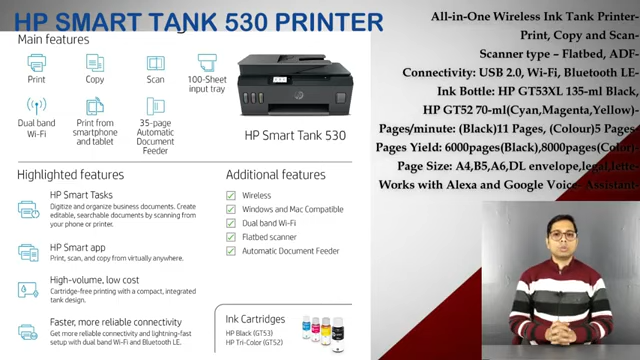 HP SMART TANK 530 PRINTER
Main features
Print
Copy
Scan
100-Sheet
input tray
Dual band
Wi-Fi
Print from
smartphone
and tablet
35-page
Automatic
Document
Feeder
HP Smart Tank 530
Highlighted features
HP Smart Tasks
Digitize and organize business documents. Create
editable, searchable documents by scanning from
your phone or printer.
HP Smart app
Print, scan, and copy from virtually anywhere.
High-volume, low cost
Cartridge-free printing with a compact, integrated
tank design.
Faster, more reliable connectivity
Get more reliable connectivity and lightning-fast
setup with dual band Wi-Fi and Bluetooth LE.
Additional features
Wireless
Windows and Mac Compatible
Dual band Wi-Fi
Flatbed scanner
Automatic Document Feeder
Ink Cartridges
HP Black (GT53)
HP Tri-Color (GT52)
All-in-One Wireless Ink Tank Printer-
Print, Copy and Scan-
Scanner type – Flatbed, ADF-
Connectivity: USB 2.0, Wi-Fi, Bluetooth LE-
Ink Bottle: HP GT53XL 135-ml Black,
HP GT52 70-ml(Cyan,Magenta,Yellow)-
Pages/minute: (Black)11 Pages, (Colour)5 Pages-
Pages Yield: 6000pages(Black),8000pages(Color)-
Page Size: A4,B5,A6,DL envelope,legal,lette-
Works with Alexa and Google Voice- Assistant-